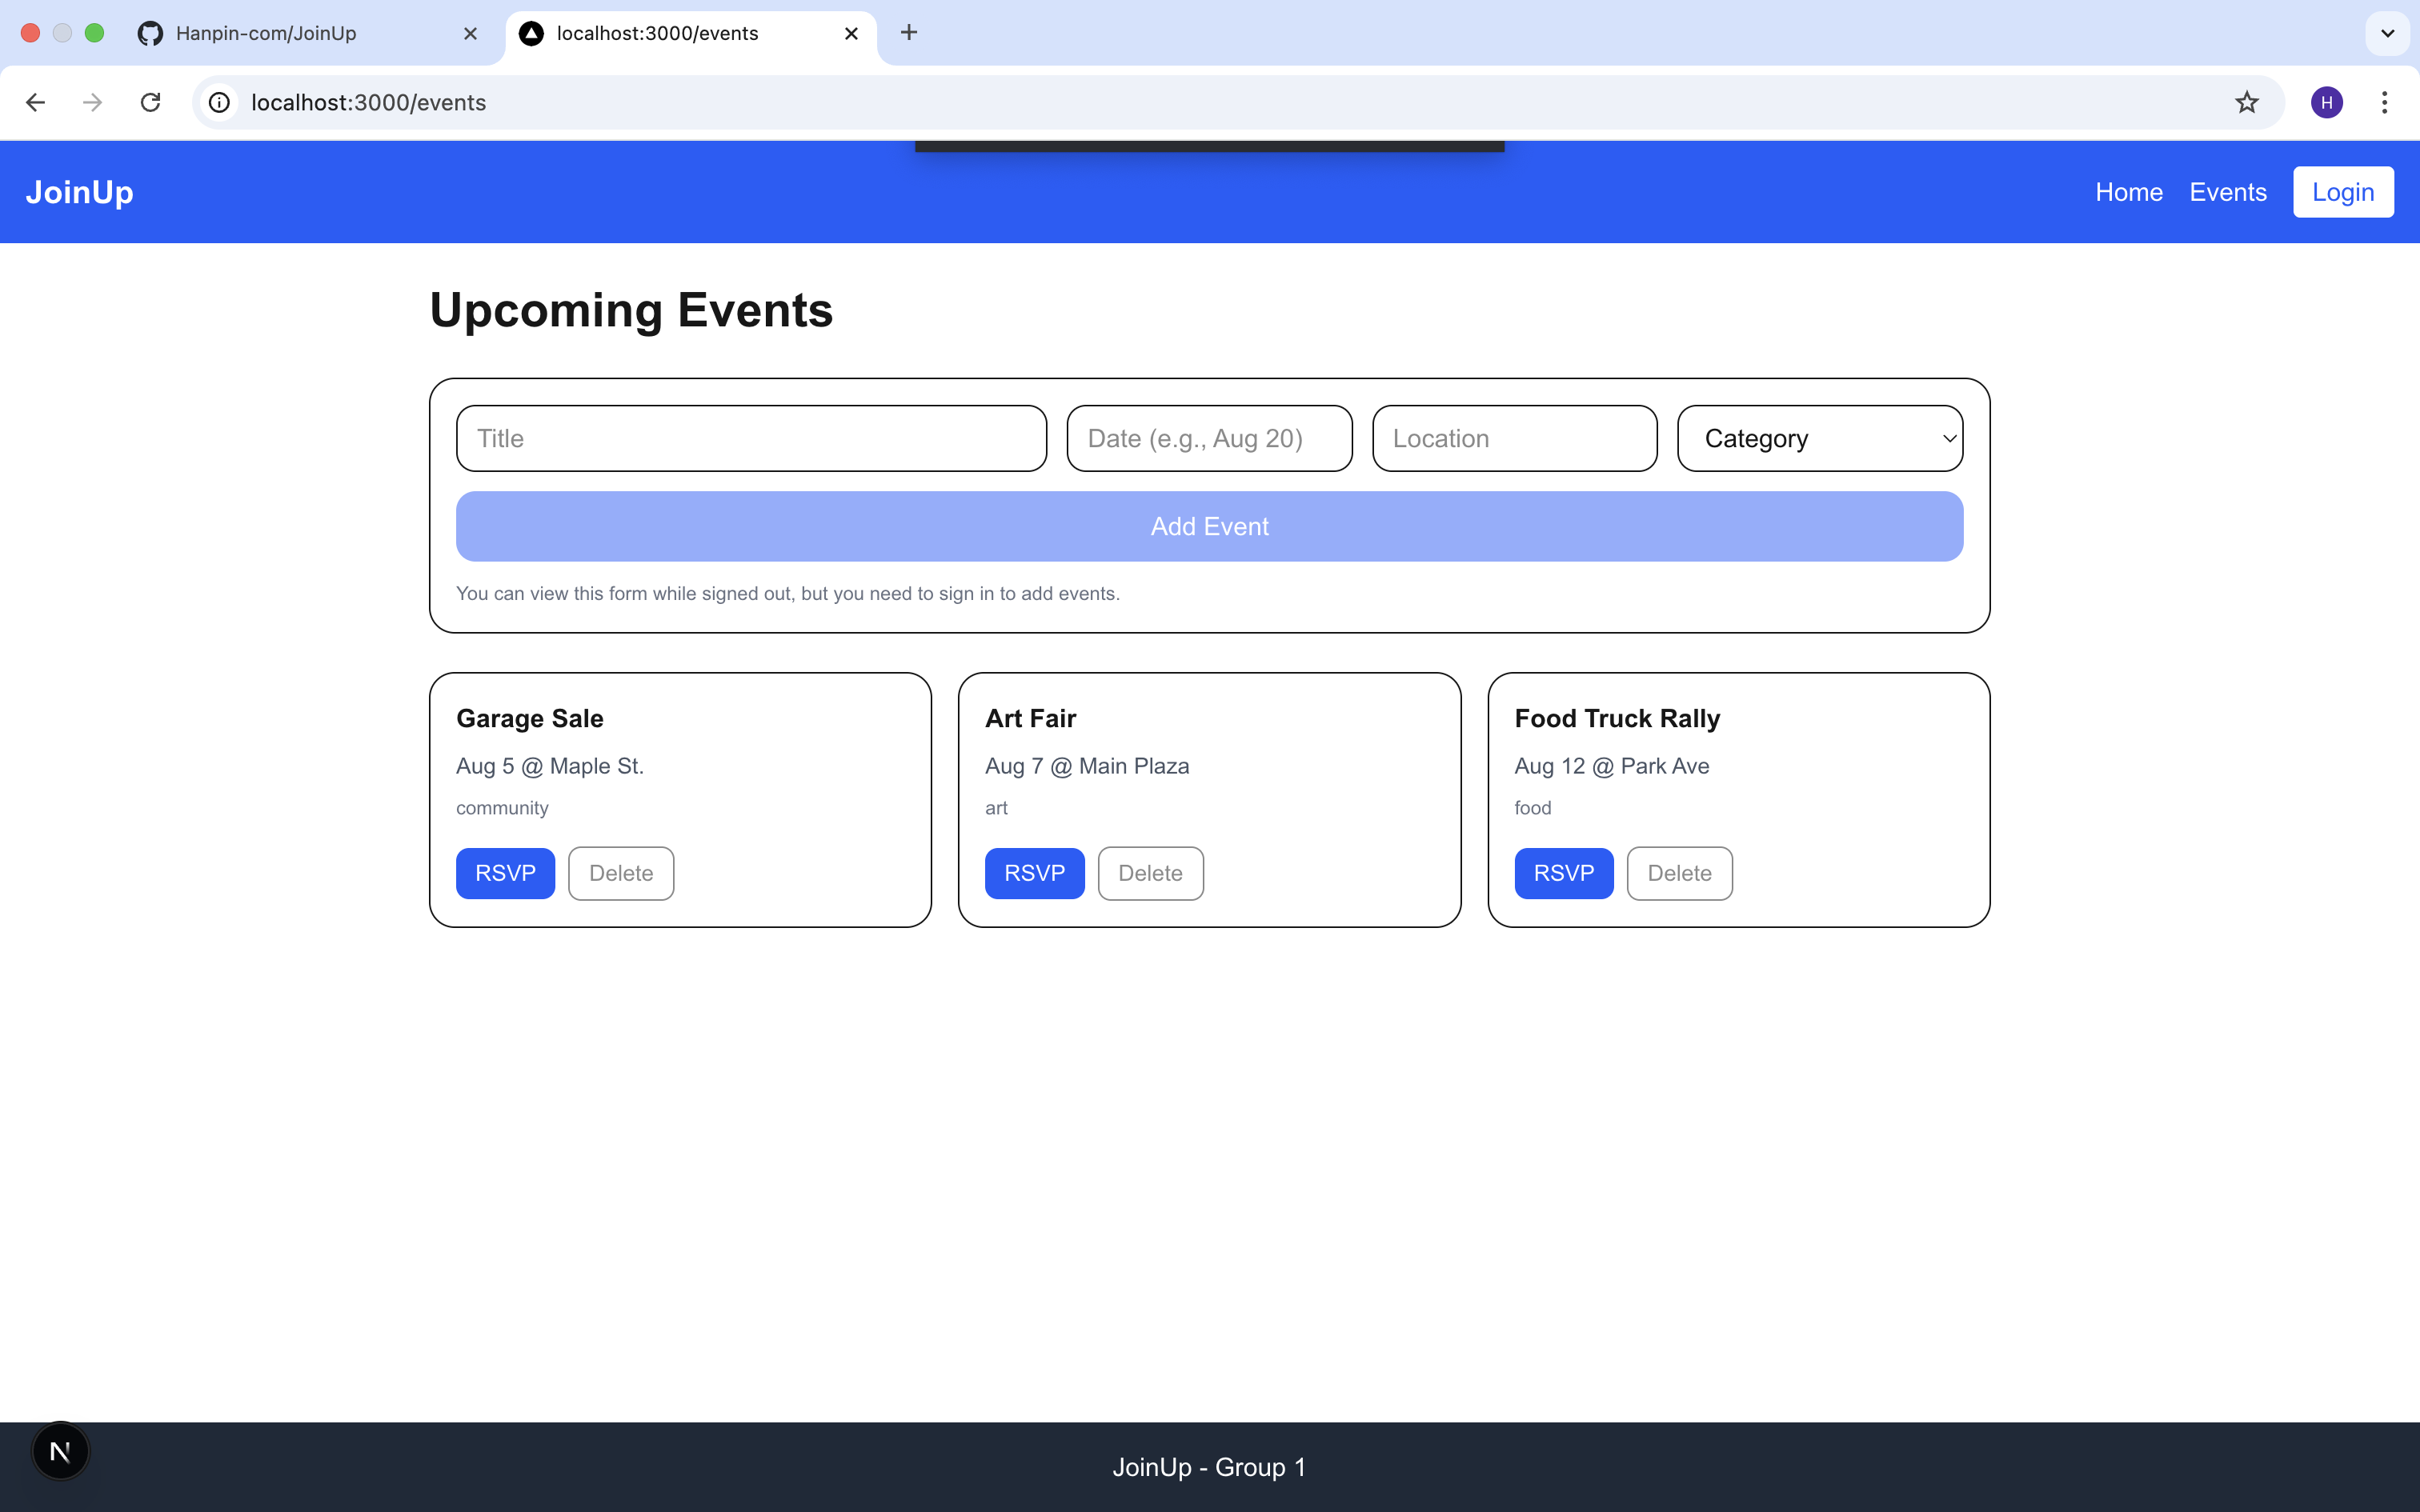 Hanpin-com/JoinUp
localhost:3000/events
localhost:3000/events
H
JoinUp
Home Events Login
Upcoming Events
Title Date (e.g., Aug 20) Location Category
Add Event
You can view this form while signed out, but you need to sign in to add events.
Garage Sale
Aug 5 @ Maple St.
community
RSVP Delete
Art Fair
Aug 7 @ Main Plaza
art
RSVP Delete
Food Truck Rally
Aug 12 @ Park Ave
food
RSVP Delete
N
JoinUp - Group 1